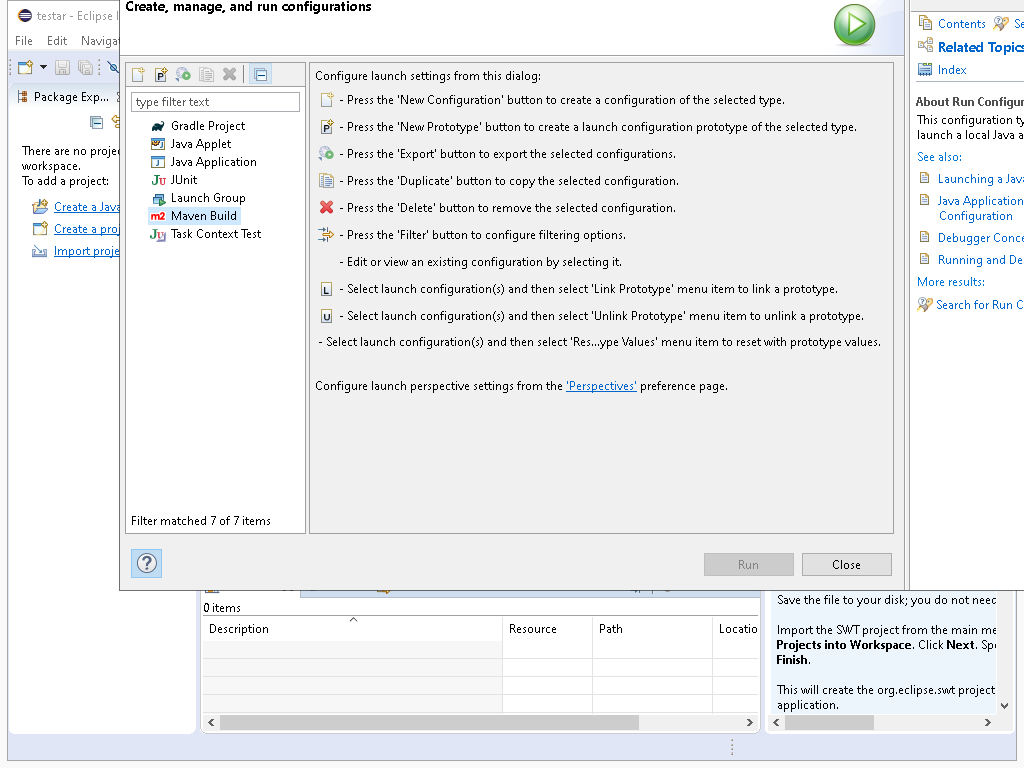 testar - Eclipse I
Create, manage, and run configurations
File Edit Naviga
Package Exp...
There are no proje
workspace.
To add a project:
Create a Java
Create a proj
Import proje
type filter text
Gradle Project
Java Applet
Java Application
JUnit
Launch Group
Maven Build
Task Context Test
Filter matched 7 of 7 items
Configure launch settings from this dialog:
- Press the 'New Configuration' button to create a configuration of the selected type.
- Press the 'New Prototype' button to create a launch configuration prototype of the selected type.
- Press the 'Export' button to export the selected configurations.
- Press the 'Duplicate' button to copy the selected configuration.
- Press the 'Delete' button to remove the selected configuration.
- Press the 'Filter' button to configure filtering options.
- Edit or view an existing configuration by selecting it.
- Select launch configuration(s) and then select 'Link Prototype' menu item to link a prototype.
- Select launch configuration(s) and then select 'Unlink Prototype' menu item to unlink a prototype.
- Select launch configuration(s) and then select 'Res...ype Values' menu item to reset with prototype values.
Configure launch perspective settings from the 'Perspectives' preference page.
Run Close
Contents Se
Related Topics
Index
About Run Configur
This configuration ty
launch a local Java a
See also:
Launching a Java
Java Application
Configuration
Debugger Conce
Running and De
More results:
Search for Run C
0 items
Description Resource Path Locatio
Save the file to your disk; you do not need
Import the SWT project from the main me
Projects into Workspace. Click Next. Spe
Finish.
This will create the org.eclipse.swt project
application.